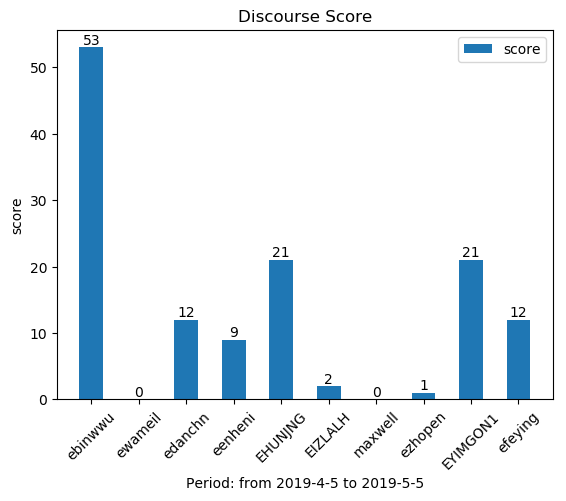 Discourse Score
score
score
50
40
30
20
10
0
53
0
12
9
21
2
0
1
21
12
ebinwwu
ewameil
edanchn
eenheni
EHUNJNG
EIZLALH
maxwell
ezhopen
EYIMGON1
efeying
Period: from 2019-4-5 to 2019-5-5